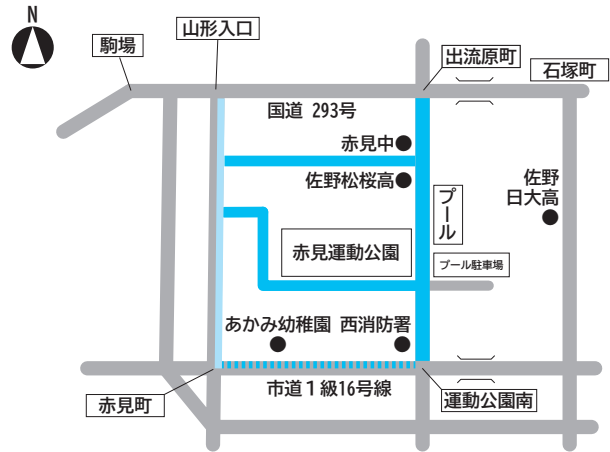 N
駒場
山形入口
出流原町
石塚町
国道 293号
赤見中
佐野松桜高
佐野
日大高
プール
赤見運動公園
プール駐車場
あかみ幼稚園 西消防署
市道1級16号線
赤見町
運動公園南